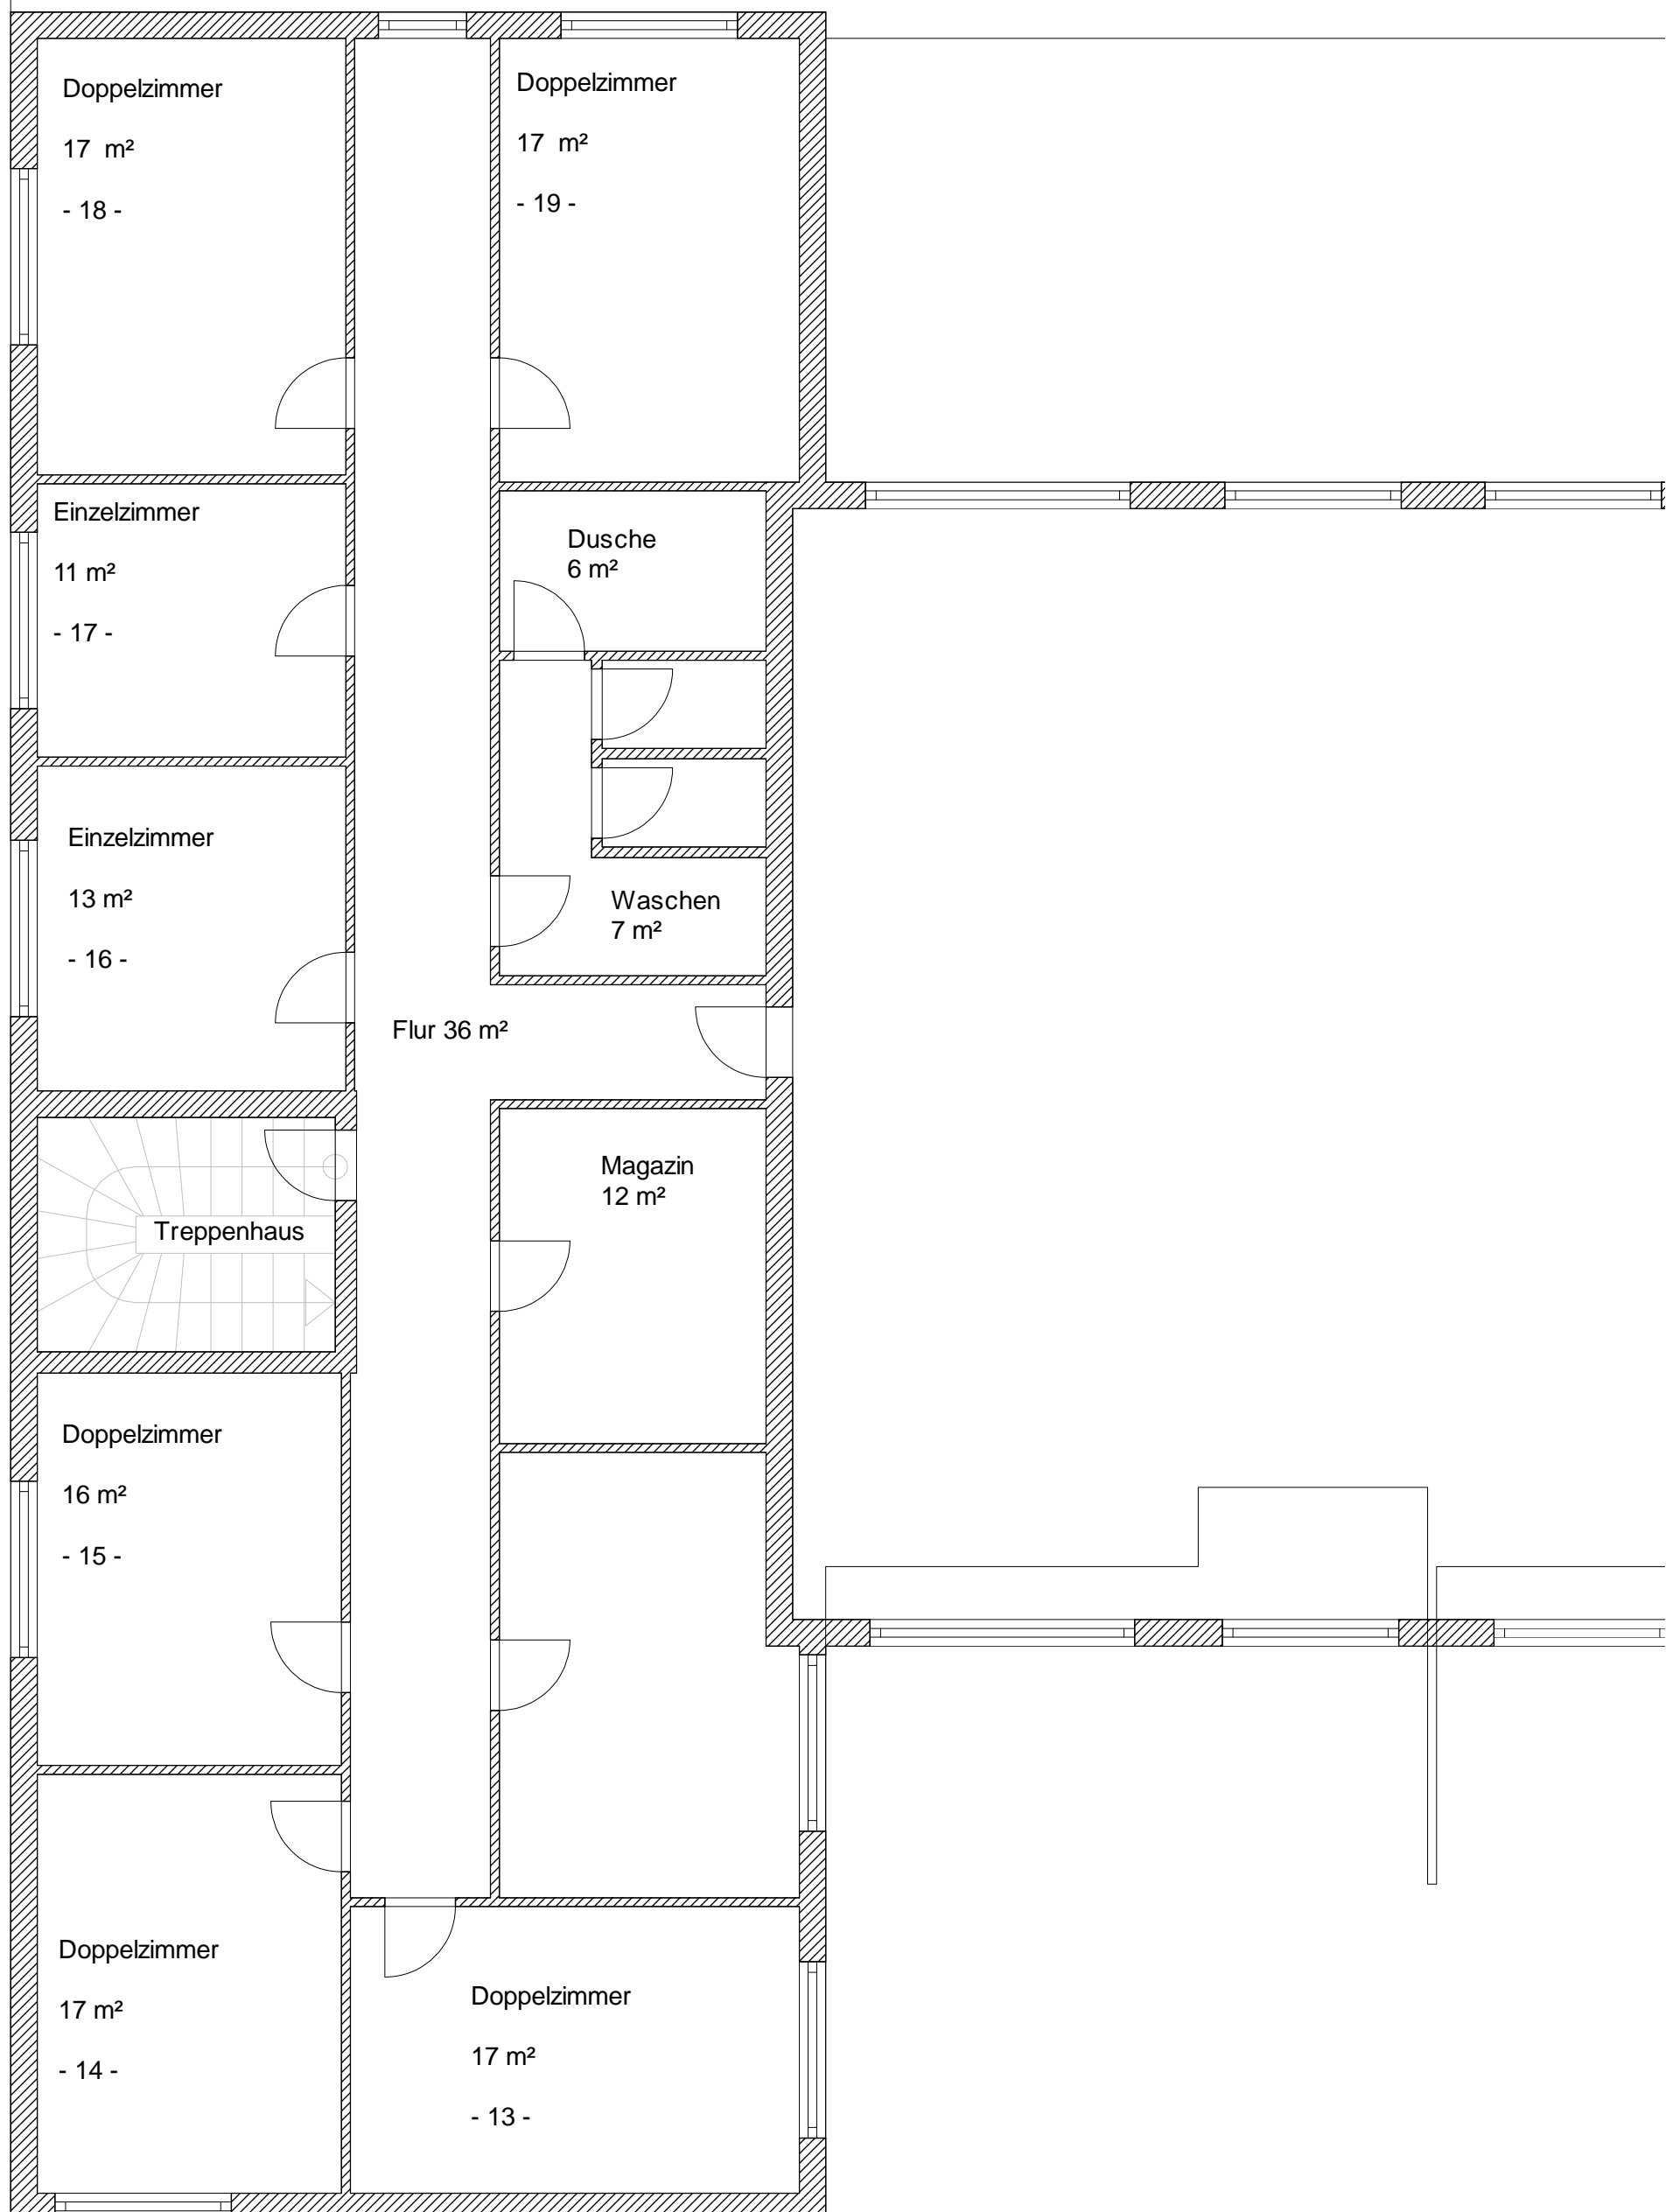 Doppelzimmer
17 m²
- 18 -
Doppelzimmer
17 m²
- 19 -
Einzelzimmer
11 m²
- 17 -
Dusche
6 m²
Einzelzimmer
13 m²
- 16 -
Waschen
7 m²
Flur 36 m²
Magazin
12 m²
Treppenhaus
Doppelzimmer
16 m²
- 15 -
Doppelzimmer
17 m²
- 14 -
Doppelzimmer
17 m²
- 13 -